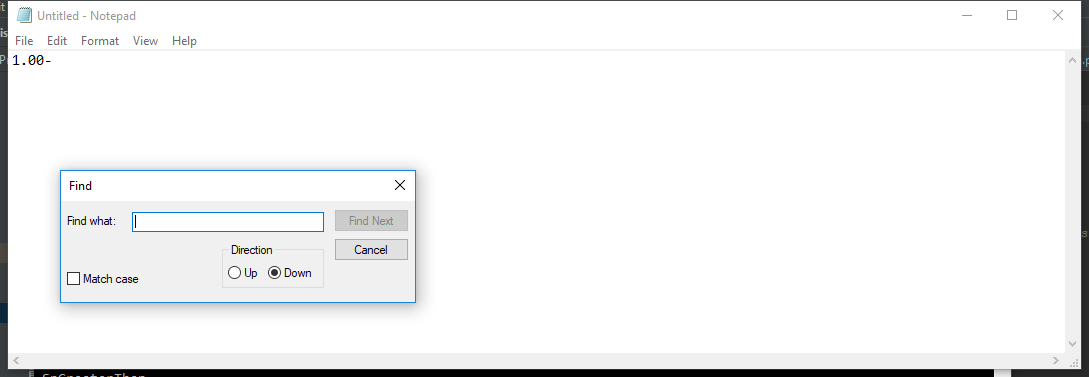 Untitled - Notepad
File Edit Format View Help
1.00-
Find
Find what:
Find Next
Direction
Cancel
Up Down
Match case